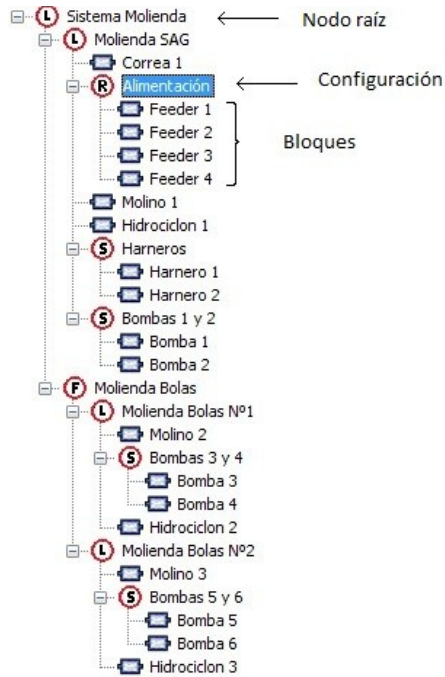 L Sistema Molienda Nodo raíz
L Molienda SAG
Correa 1
R Alimentación Configuración
Feeder 1
Feeder 2
Feeder 3 Bloques
Feeder 4
Molino 1
Hidrociclon 1
S Harneros
Harnero 1
Harnero 2
S Bombas 1 y 2
Bomba 1
Bomba 2
F Molienda Bolas
L Molienda Bolas Nº1
Molino 2
S Bombas 3 y 4
Bomba 3
Bomba 4
Hidrociclon 2
L Molienda Bolas Nº2
Molino 3
S Bombas 5 y 6
Bomba 5
Bomba 6
Hidrociclon 3